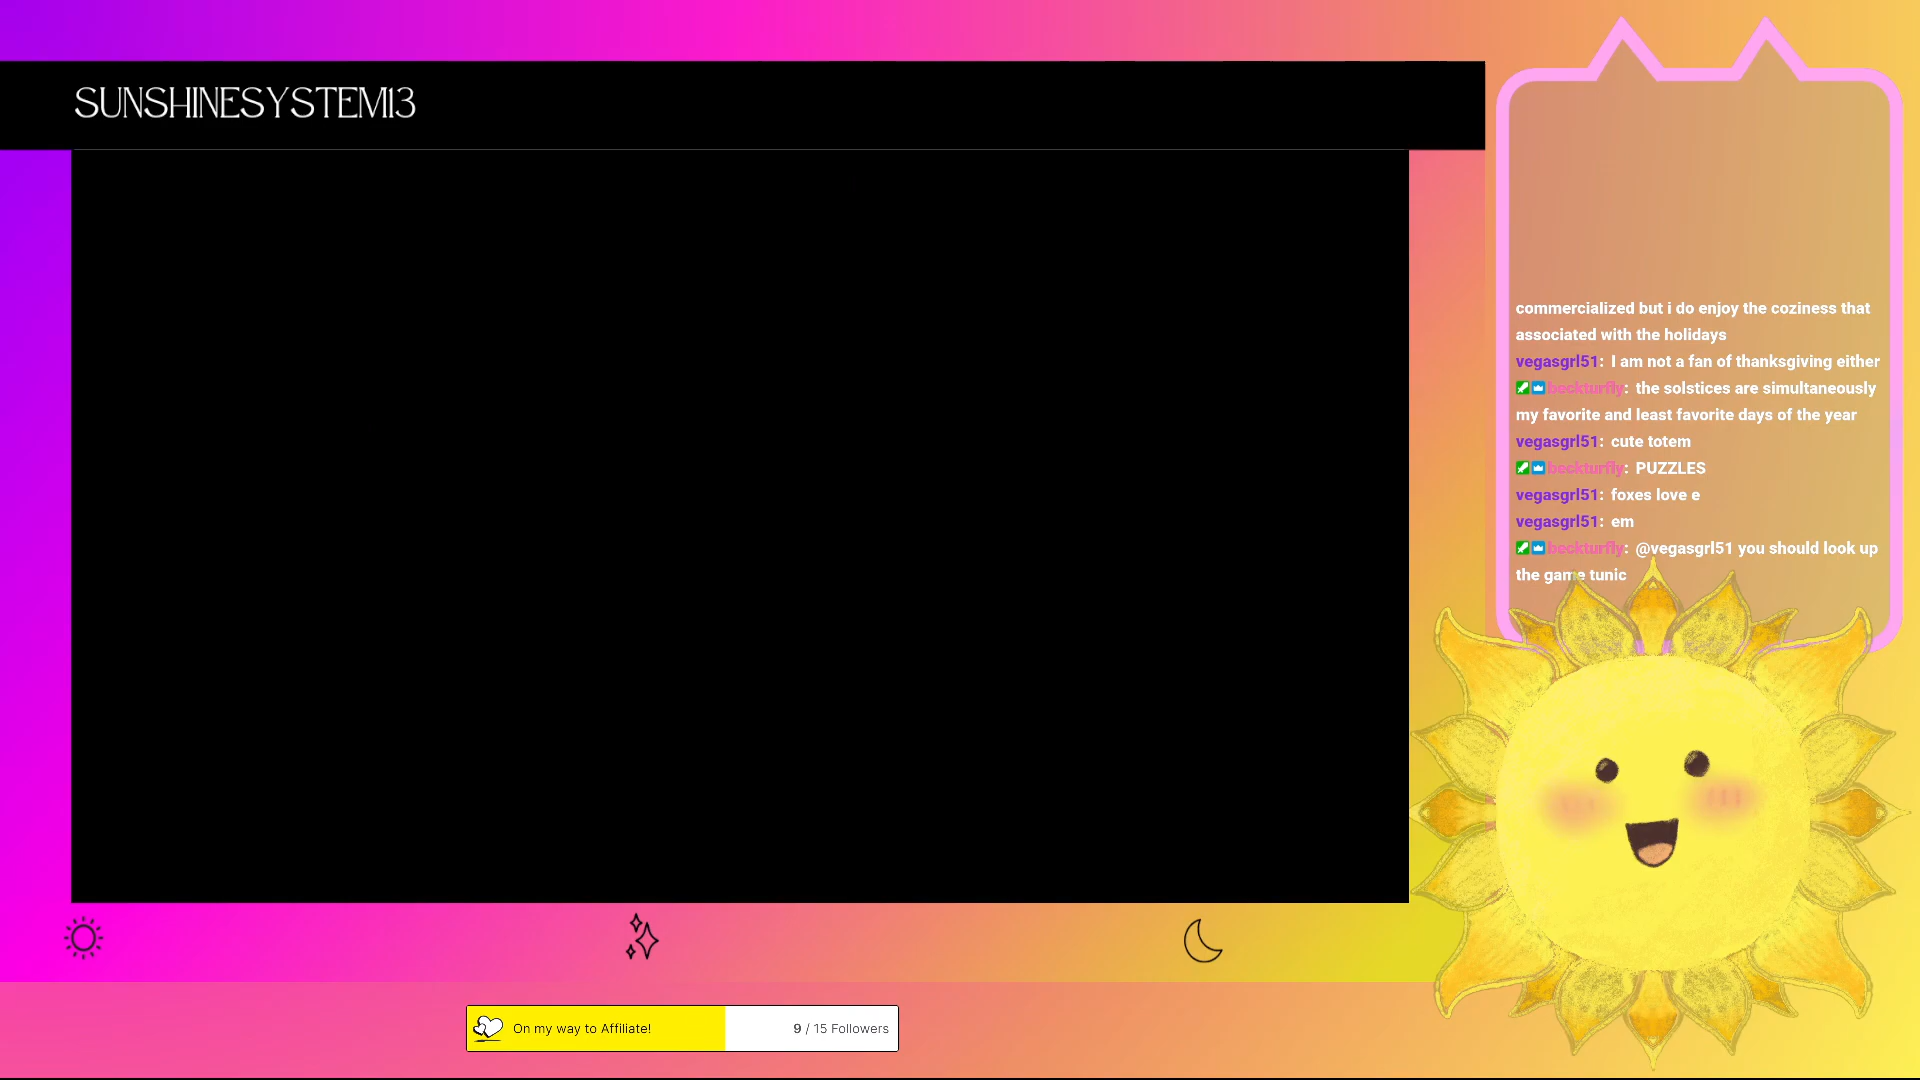 SUNSHINESYSTEM13
commercialized but i do enjoy the coziness that
associated with the holidays
vegasgrl51: I am not a fan of thanksgiving either
beckturfly: the solstices are simultaneously
my favorite and least favorite days of the year
vegasgrl51: cute totem
beckturfly: PUZZLES
vegasgrl51: foxes love e
vegasgrl51: em
beckturfly: @vegasgrl51 you should look up
the game tunic
On my way to Affiliate! 9 / 15 Followers